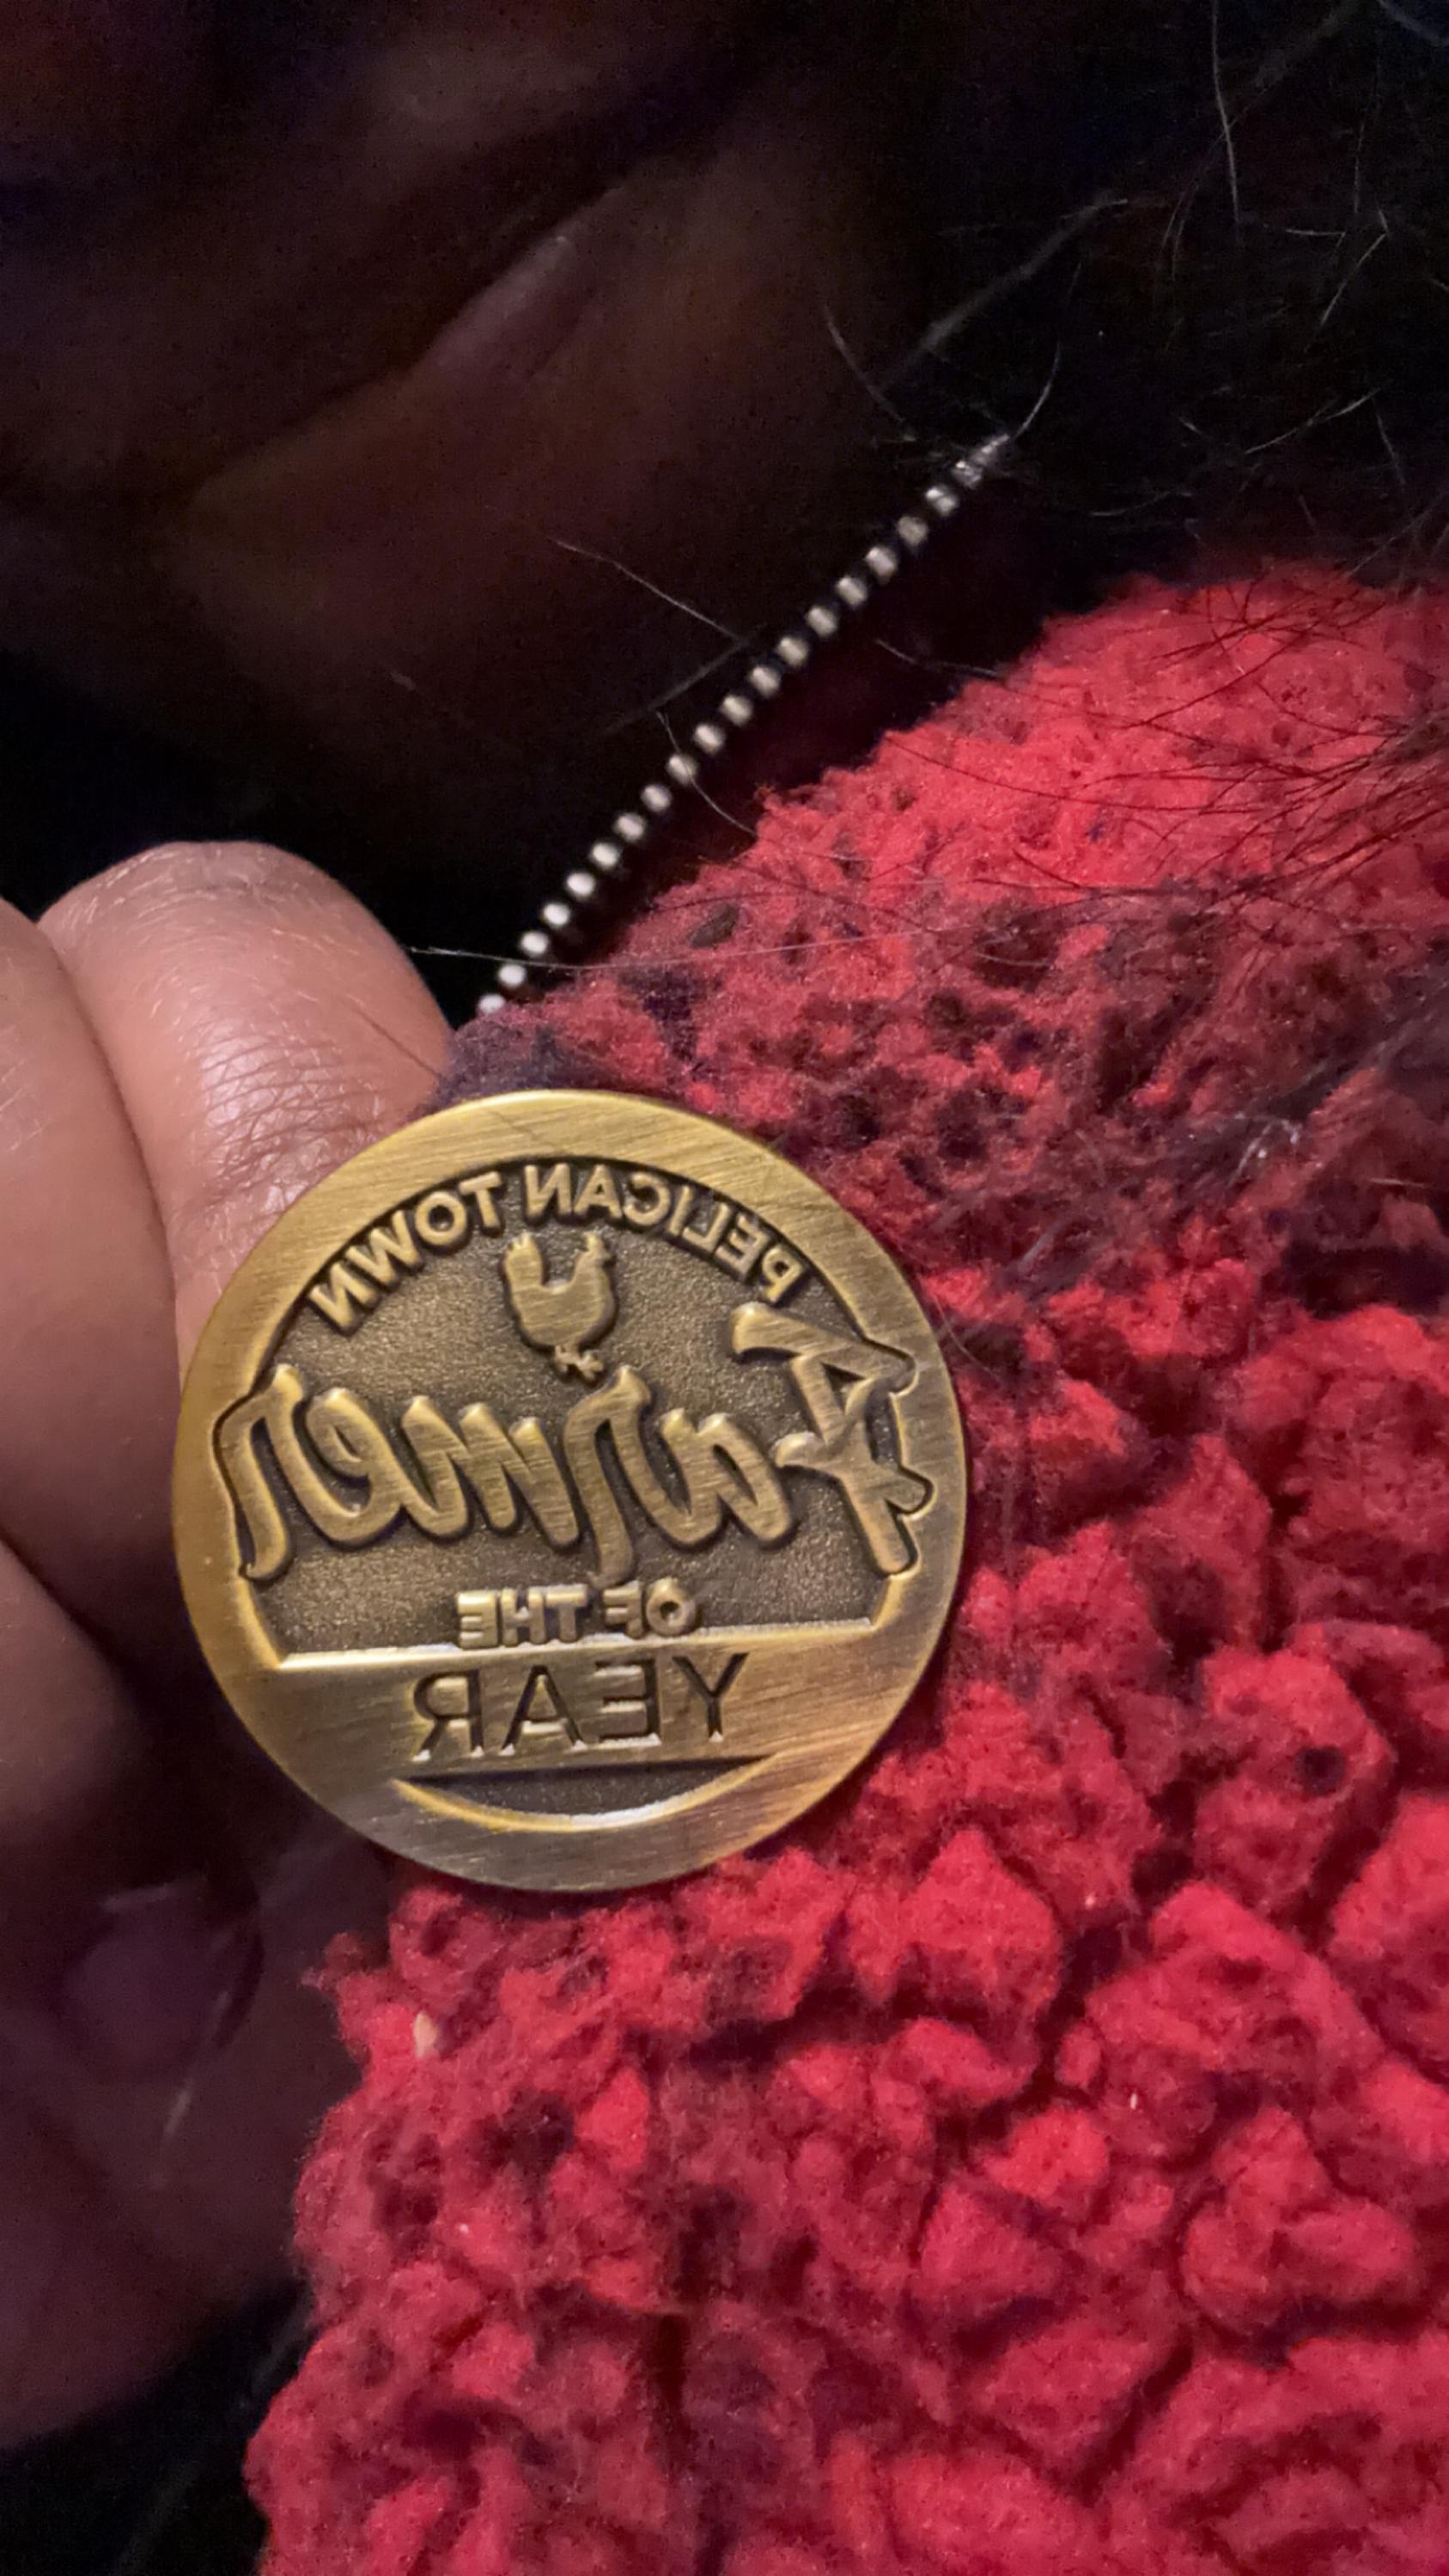 PELICAN TOWN
Farmer
OF THE
YEAR